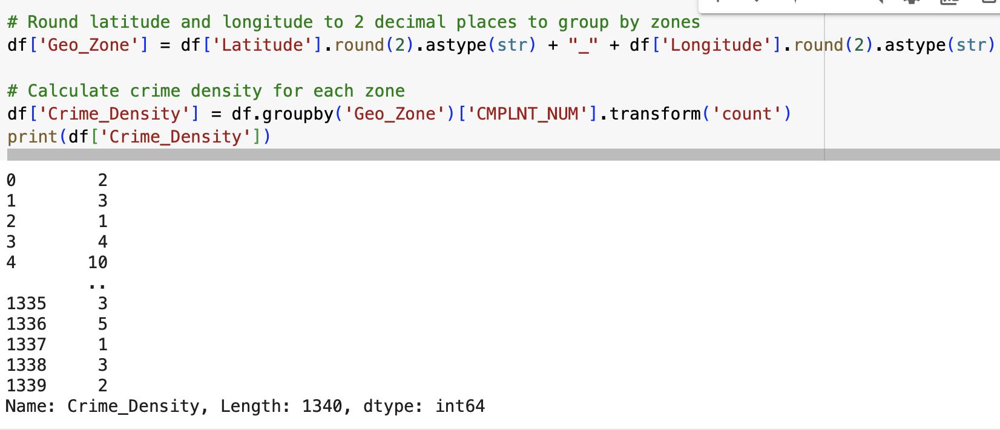 # Round latitude and longitude to 2 decimal places to group by zones
df['Geo_Zone'] = df['Latitude'].round(2).astype(str) + "_" + df['Longitude'].round(2).astype(str)
# Calculate crime density for each zone
df['Crime_Density'] = df.groupby('Geo_Zone')['CMPLNT_NUM'].transform('count')
print(df['Crime_Density'])
0 2
1 3
2 1
3 4
4 10
..
1335 3
1336 5
1337 1
1338 3
1339 2
Name: Crime_Density, Length: 1340, dtype: int64